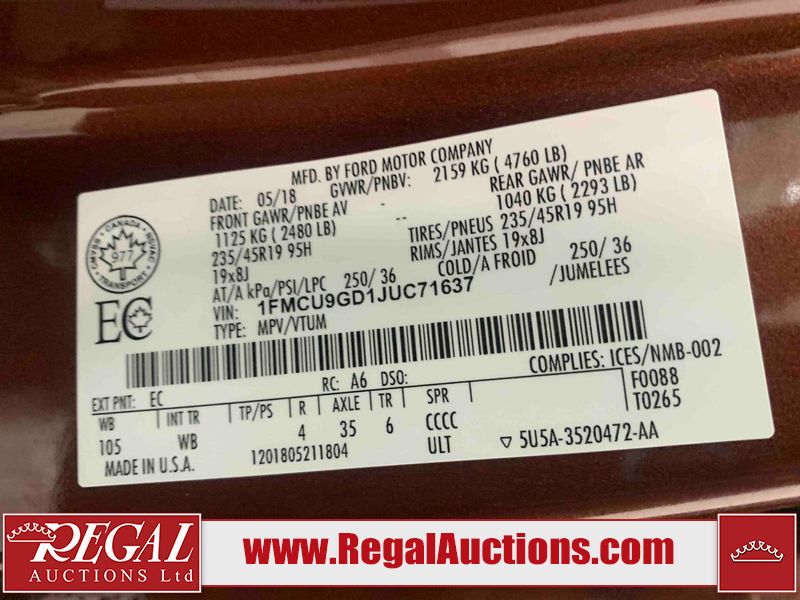 MFD. BY FORD MOTOR COMPANY
DATE: 05/18 GVWR/PNBV: 2159 KG ( 4760 LB)
FRONT GAWR/PNBE AV - REAR GAWR/ PNBE AR
1125 KG ( 2480 LB) -- 1040 KG ( 2293 LB)
235/45R19 95H TIRES/PNEUS 235/45R19 95H
19x8J RIMS/JANTES 19x8J
AT/A kPa/PSI/LPC 250/ 36 COLD/A FROID 250/ 36
VIN: 1FMCU9GD1JUC71637 /JUMELEES
TYPE: MPV/VTUM
CANADA
CMVSS NSVAC
977
TRANSPORT
EC
COMPLIES: ICES/NMB-002
EXT PNT: EC RC: A6 DSO: F0088
WB INT TR TP/PS R AXLE TR SPR T0265
105 WB 4 35 6 CCCC
MADE IN U.S.A. 1201805211804 ULT ▽ 5U5A-3520472-AA
REGAL
AUCTIONS Ltd
www.RegalAuctions.com